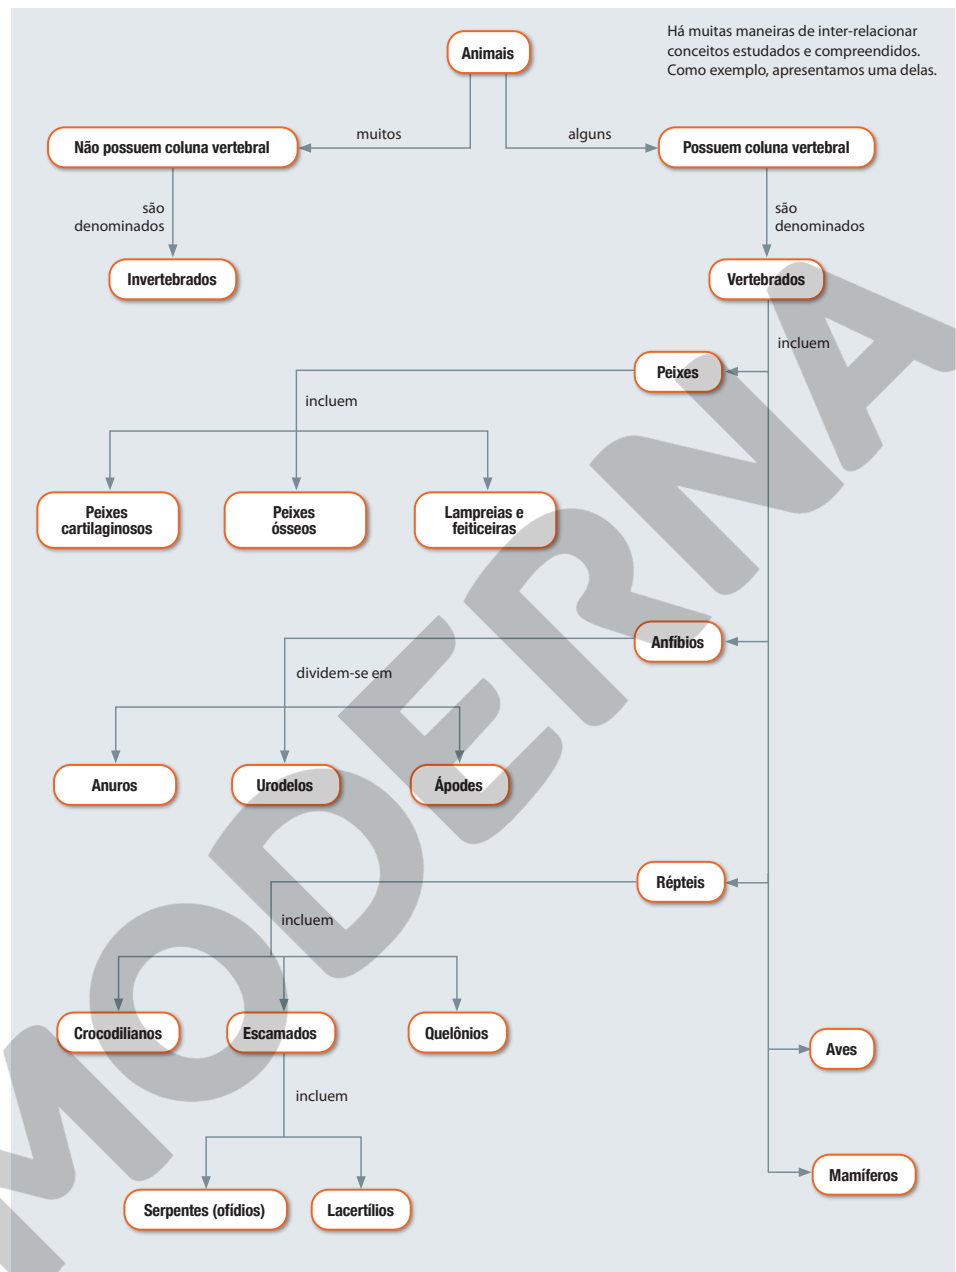 Há muitas maneiras de inter-relacionar
conceitos estudados e compreendidos.
Como exemplo, apresentamos uma delas.
Animais
muitos
alguns
Não possuem coluna vertebral
Possuem coluna vertebral
são
denominados
são
denominados
Invertebrados
Vertebrados
incluem
Peixes
incluem
Peixes
cartilaginosos
Peixes
ósseos
Lampreias e
feiticeiras
Anfíbios
dividem-se em
Anuros
Urodelos
Ápodes
Répteis
incluem
Crocodilianos
Escamados
Quelônios
Aves
incluem
Mamíferos
Serpentes (ofídios)
Lacertílios
MODERNA